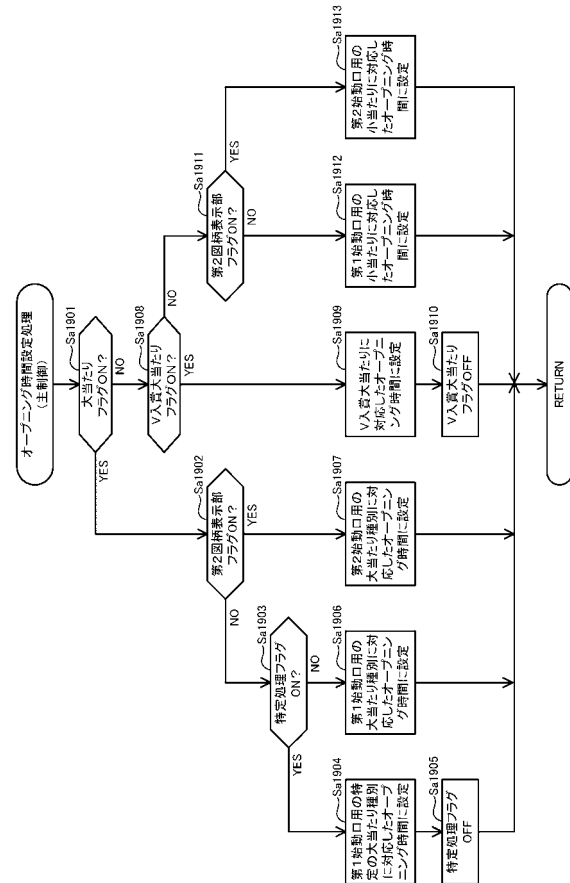 オープニング時間設定処理
（主制御）
Sa1901
大当たり
フラグON？
YES
NO
Sa1902
第2図柄表示部
フラグON？
NO
YES
Sa1903
特定処理フラグ
ON？
YES
NO
Sa1904
第1始動口用の特
定の大当たり種別
に対応したオープ
ニング時間に設定
Sa1905
特定処理フラグ
OFF
Sa1906
第1始動口用の
大当たり種別に対
応したオープニン
グ時間に設定
Sa1907
第2始動口用の
大当たり種別に対
応したオープニン
グ時間に設定
Sa1908
V入賞大当たり
フラグON？
NO
YES
Sa1909
V入賞大当たりに
対応したオープニ
ング時間に設定
Sa1910
V入賞大当たり
フラグOFF
Sa1911
第2図柄表示部
フラグON？
YES
NO
Sa1912
第1始動口用の
小当たりに対応し
たオープニング時
間に設定
Sa1913
第2始動口用の
小当たりに対応し
たオープニング時
間に設定
RETURN